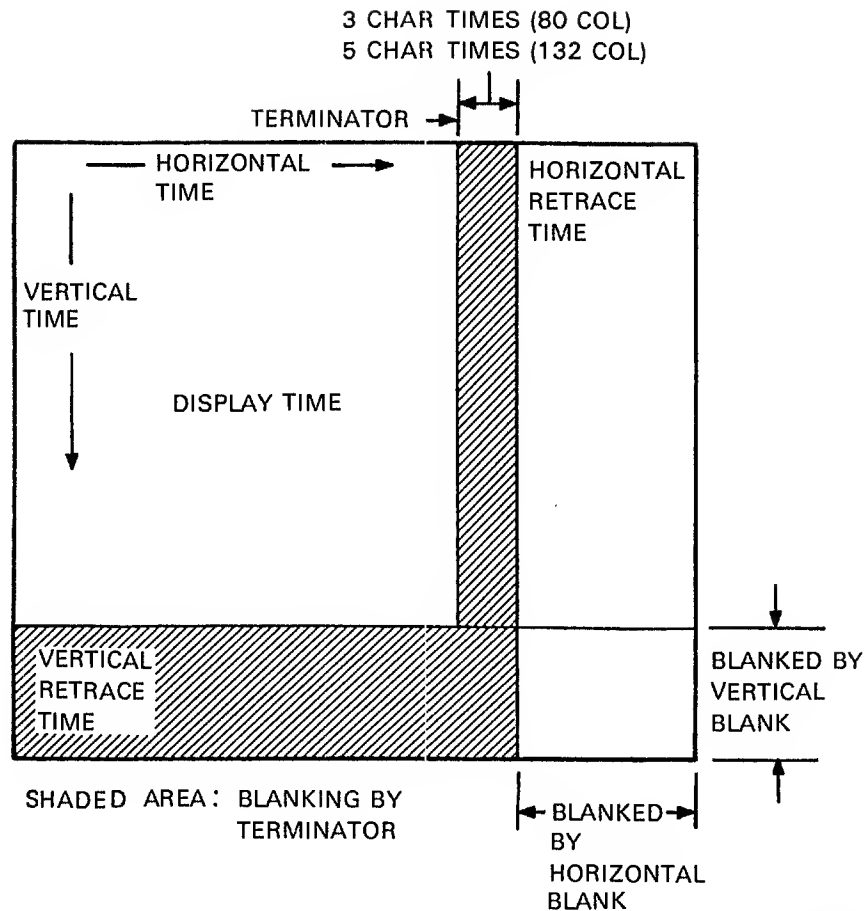 3 CHAR TIMES (80 COL)
5 CHAR TIMES (132 COL)
TERMINATOR
HORIZONTAL
TIME
HORIZONTAL
RETRACE
TIME
VERTICAL
TIME
DISPLAY TIME
VERTICAL
RETRACE
TIME
BLANKED BY
VERTICAL
BLANK
SHADED AREA: BLANKING BY
TERMINATOR
BLANKED
BY
HORIZONTAL
BLANK